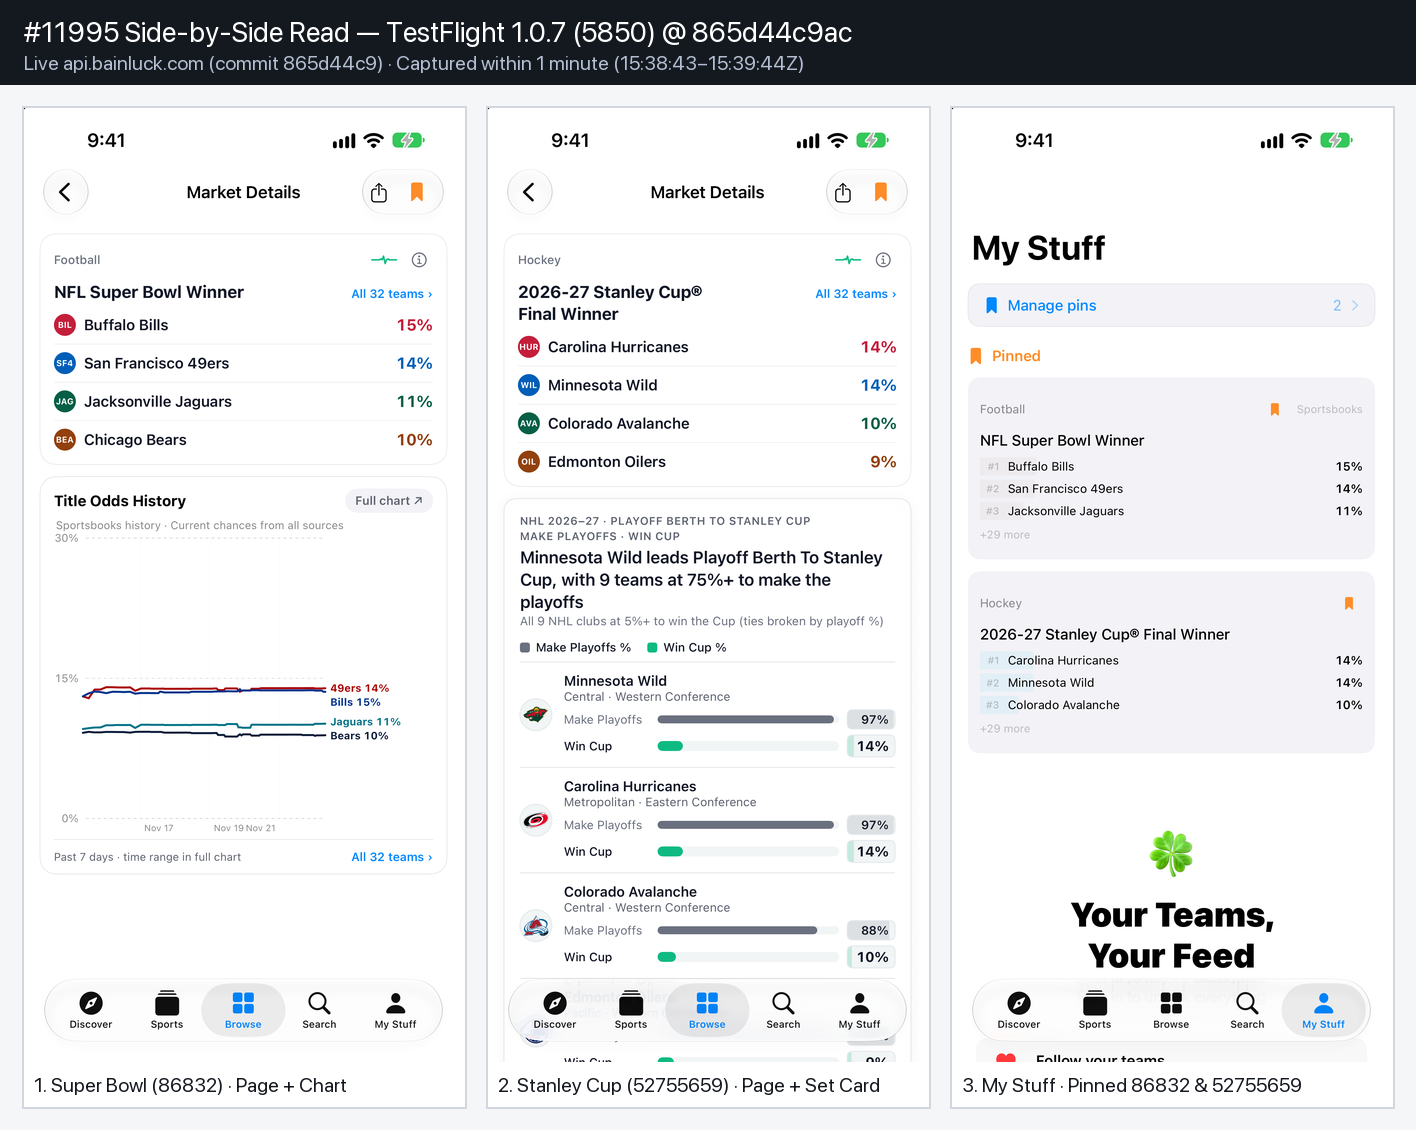 #11995 Side-by-Side Read — TestFlight 1.0.7 (5850) @ 865d44c9ac
Live api.bainluck.com (commit 865d44c9) · Captured within 1 minute (15:38:43–15:39:44Z)
9:41
Market Details
Football
NFL Super Bowl Winner
All 32 teams ›
BIL Buffalo Bills 15%
SF4 San Francisco 49ers 14%
JAG Jacksonville Jaguars 11%
BEA Chicago Bears 10%
Title Odds History
Full chart ↗
Sportsbooks history · Current chances from all sources
30%
15%
49ers 14%
Bills 15%
Jaguars 11%
Bears 10%
0%
Nov 17 Nov 19 Nov 21
Past 7 days · time range in full chart
All 32 teams ›
Discover Sports Browse Search My Stuff
1. Super Bowl (86832) · Page + Chart
9:41
Market Details
Hockey
2026-27 Stanley Cup®
Final Winner
All 32 teams ›
HUR Carolina Hurricanes 14%
WIL Minnesota Wild 14%
AVA Colorado Avalanche 10%
OIL Edmonton Oilers 9%
NHL 2026–27 · PLAYOFF BERTH TO STANLEY CUP
MAKE PLAYOFFS · WIN CUP
Minnesota Wild leads Playoff Berth To Stanley
Cup, with 9 teams at 75%+ to make the
playoffs
All 9 NHL clubs at 5%+ to win the Cup (ties broken by playoff %)
Make Playoffs % Win Cup %
Minnesota Wild
Central · Western Conference
Make Playoffs 97%
Win Cup 14%
Carolina Hurricanes
Metropolitan · Eastern Conference
Make Playoffs 97%
Win Cup 14%
Colorado Avalanche
Central · Western Conference
Make Playoffs 88%
Win Cup 10%
Discover Sports Browse Search My Stuff
Win Cup 9%
2. Stanley Cup (52755659) · Page + Set Card
9:41
My Stuff
Manage pins 2
Pinned
Football
Sportsbooks
NFL Super Bowl Winner
#1 Buffalo Bills 15%
#2 San Francisco 49ers 14%
#3 Jacksonville Jaguars 11%
+29 more
Hockey
2026-27 Stanley Cup® Final Winner
#1 Carolina Hurricanes 14%
#2 Minnesota Wild 14%
#3 Colorado Avalanche 10%
+29 more
Your Teams,
Your Feed
Discover Sports Browse Search My Stuff
Follow your teams
3. My Stuff · Pinned 86832 & 52755659